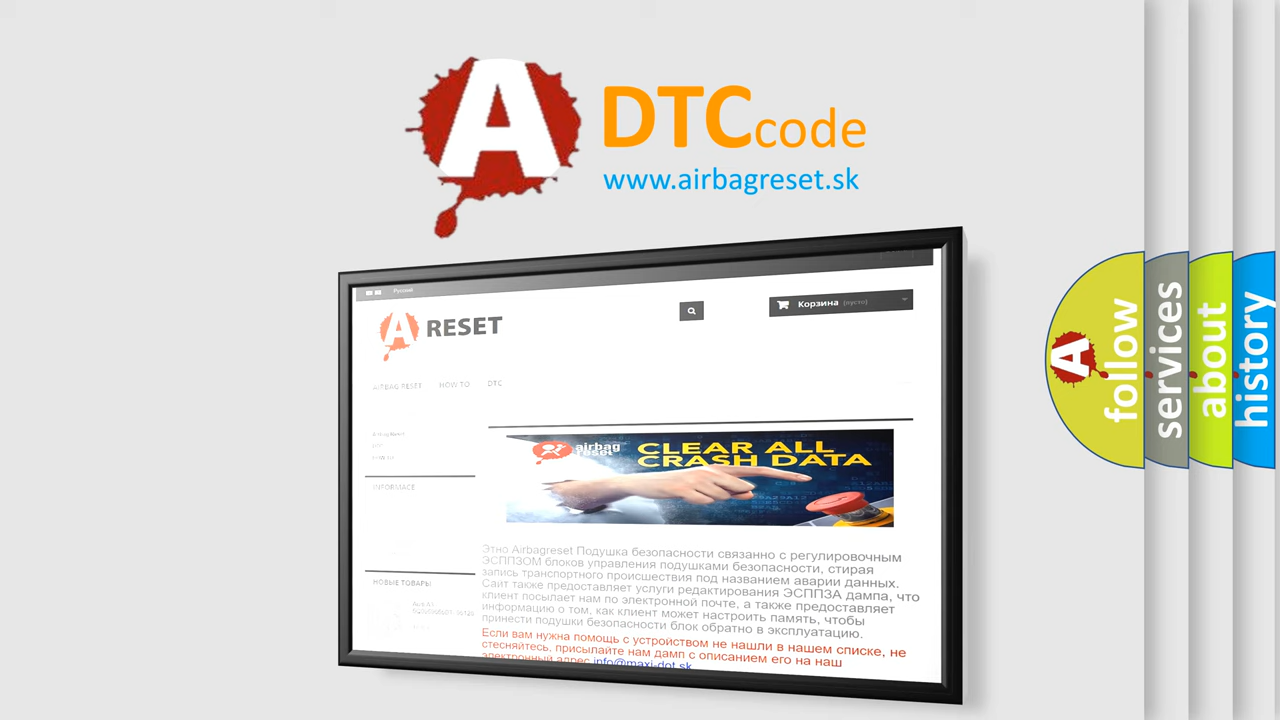 A DTCcode
www.airbagreset.sk
Русский
Корзина (пусто)
A RESET
AIRBAG RESET HOW TO DTC
INFORMACE
airbag
reset
CLEAR ALL
CRASH DATA
Этно Airbagreset Подушка безопасности связанно с регулировочным
ЭСППЗОМ блоков управления подушками безопасности, стирая
запись транспортного происшествия под названием аварии данных.
Сайт также предоставляет услуги редактирования ЭСППЗА дампа, что
клиент посылает нам по электронной почте, а также предоставляет
информацию о том, как клиент может настроить память, чтобы
принести подушки безопасности блок обратно в эксплуатацию.
Если вам нужна помощь с устройством не нашли в нашем списке, не
стесняйтесь, присылайте нам дамп с описанием его на наш
электронный адрес info@maxi-dot.sk
НОВЫЕ ТОВАРЫ
A follow
services
about
history